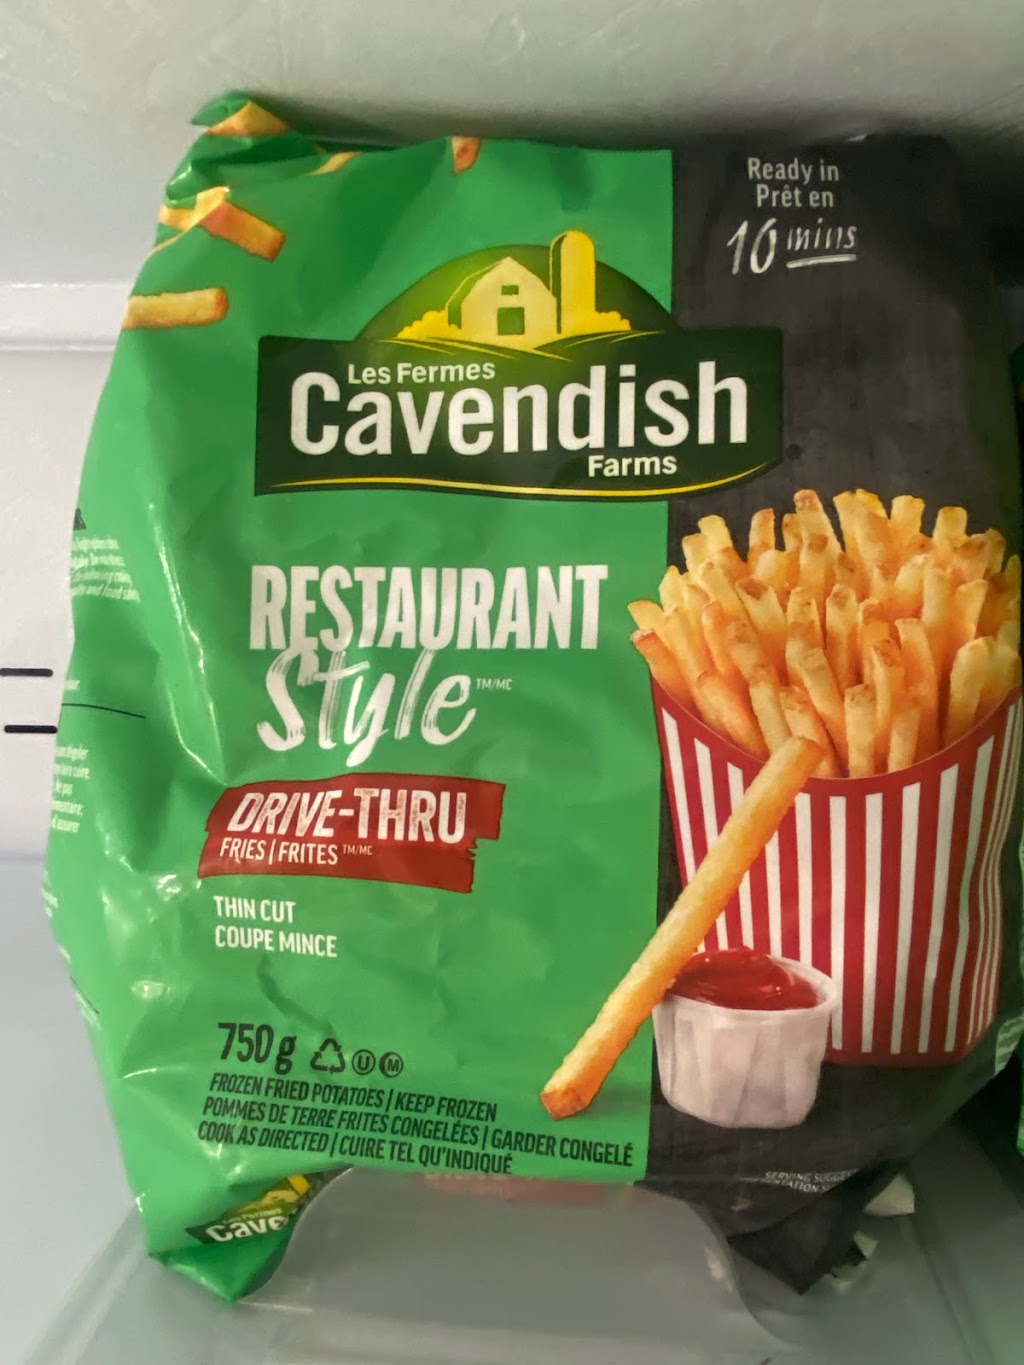 Ready in
Prêt en
10 mins
Les Fermes
Cavendish
Farms
RESTAURANT
Style TM/MC
DRIVE-THRU
FRIES | FRITES TM/MC
THIN CUT
COUPE MINCE
750 g U M
FROZEN FRIED POTATOES | KEEP FROZEN
POMMES DE TERRE FRITES CONGELÉES | GARDER CONGELÉ
COOK AS DIRECTED | CUIRE TEL QU'INDIQUÉ
SERVING